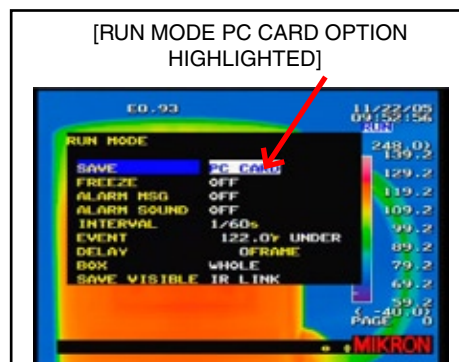 [RUN MODE PC CARD OPTION
HIGHLIGHTED]
E0.93
11/22/05
09:52:56
RUN
RUN MODE
SAVE PC CARD
FREEZE OFF
ALARM MSG OFF
ALARM SOUND OFF
INTERVAL 1/60s
EVENT 122.0F UNDER
DELAY 0FRAME
BOX WHOLE
SAVE VISIBLE IR LINK
248.0)
139.2
129.2
119.2
109.2
99.2
89.2
79.2
69.2
59.2
( -40.0)
PAGE 0
MIKRON